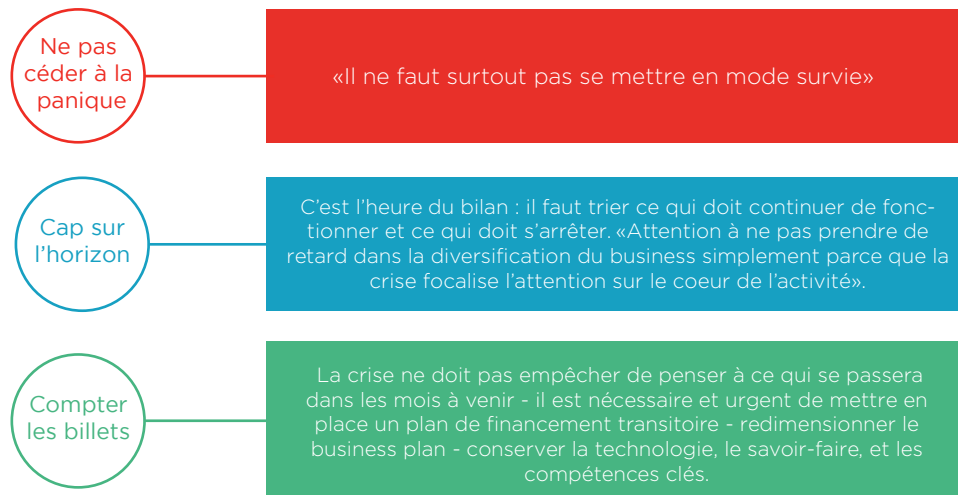 Ne pas
céder à la
panique
«Il ne faut surtout pas se mettre en mode survie»
Cap sur
l'horizon
C'est l'heure du bilan : il faut trier ce qui doit continuer de fonc-
tionner et ce qui doit s'arrêter. «Attention à ne pas prendre de
retard dans la diversification du business simplement parce que la
crise focalise l'attention sur le coeur de l'activité».
Compter
les billets
La crise ne doit pas empêcher de penser à ce qui se passera
dans les mois à venir - il est nécessaire et urgent de mettre en
place un plan de financement transitoire - redimensionner le
business plan - conserver la technologie, le savoir-faire, et les
compétences clés.